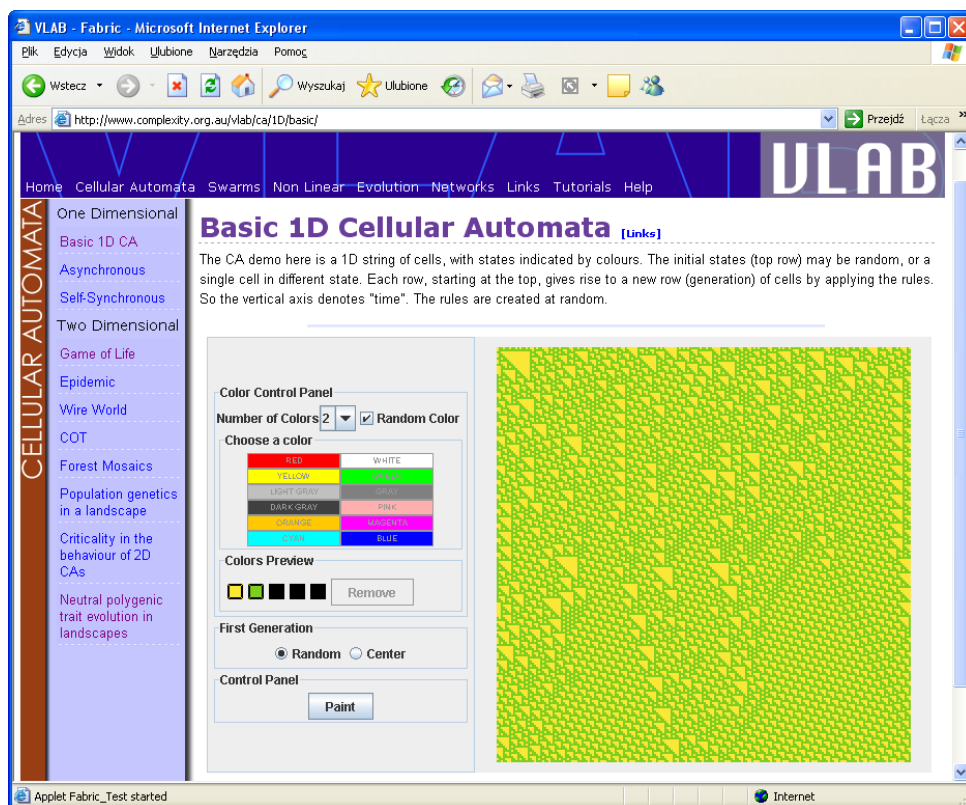 VLAB - Fabric - Microsoft Internet Explorer
Plik Edycja Widok Ulubione Narzędzia Pomoc
Wstecz Wyszukaj Ulubione
Adres http://www.complexity.org.au/vlab/ca/1D/basic/ Przejdź Łącza »
VLAB
Home Cellular Automata Swarms Non Linear Evolution Networks Links Tutorials Help
CELLULAR AUTOMATA
One Dimensional
Basic 1D CA
Asynchronous
Self-Synchronous
Two Dimensional
Game of Life
Epidemic
Wire World
COT
Forest Mosaics
Population genetics
in a landscape
Criticality in the
behaviour of 2D
CAs
Neutral polygenic
trait evolution in
landscapes
Basic 1D Cellular Automata [Links]
The CA demo here is a 1D string of cells, with states indicated by colours. The initial states (top row) may be random, or a
single cell in different state. Each row, starting at the top, gives rise to a new row (generation) of cells by applying the rules.
So the vertical axis denotes "time". The rules are created at random.
Color Control Panel
Number of Colors 2 Random Color
Choose a color
RED WHITE
YELLOW GREEN
LIGHT GRAY GRAY
DARK GRAY PINK
ORANGE MAGENTA
CYAN BLUE
Colors Preview
Remove
First Generation
Random Center
Control Panel
Paint
Applet Fabric_Test started Internet